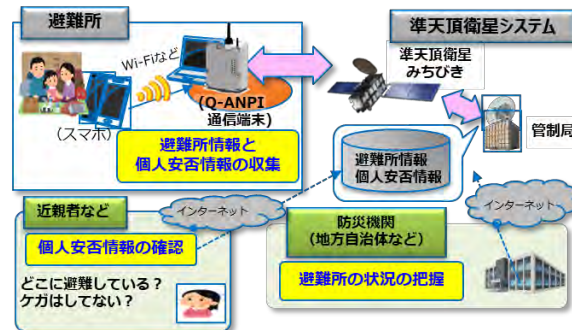 避難所
Wi-Fiなど
(スマホ)
(Q-ANPI
通信端末)
避難所情報と
個人安否情報の収集
準天頂衛星システム
準天頂衛星
みちびき
管制局
避難所情報
個人安否情報
近親者など
インターネット
個人安否情報の確認
どこに避難している？
ケガはしてない？
防災機関
(地方自治体など)
インターネット
避難所の状況の把握